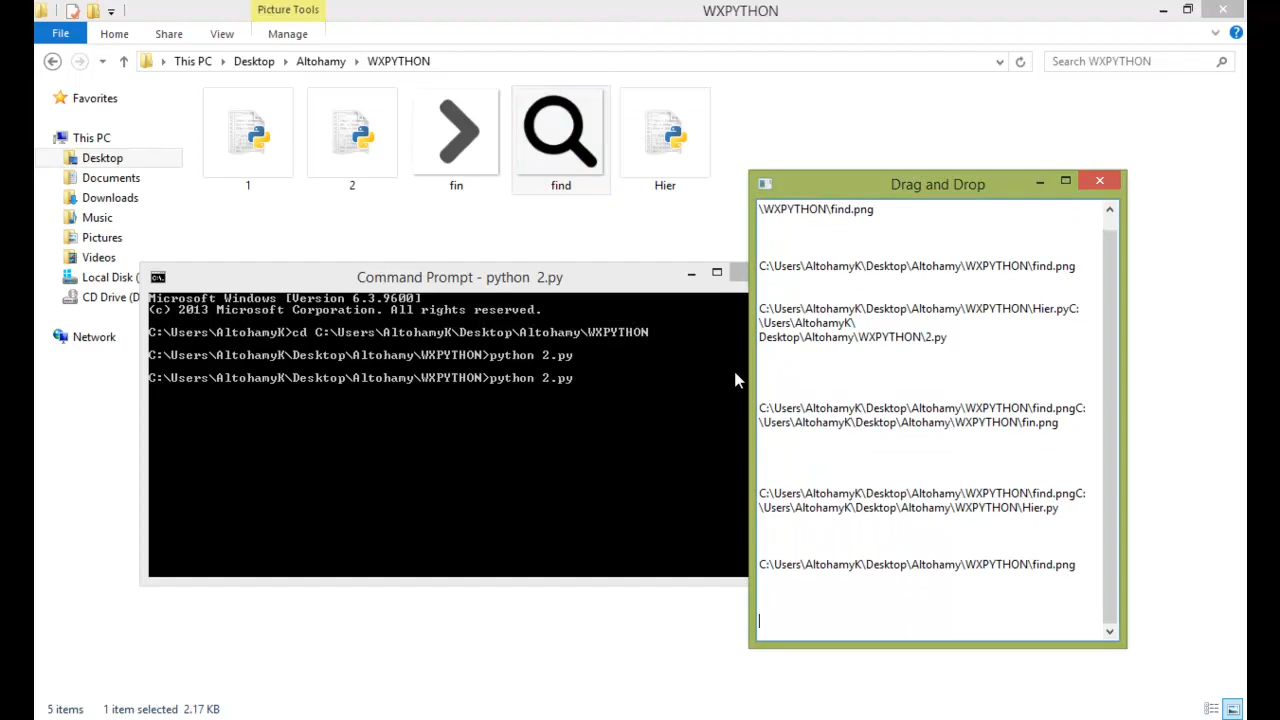 Picture Tools
WXPYTHON
File
Home
Share
View
Manage
This PC
Desktop
Altohamy
WXPYTHON
Search WXPYTHON
Favorites
This PC
Desktop
Documents
Downloads
Music
Pictures
Videos
Local Disk (
CD Drive (D
Network
1
2
fin
find
Hier
Command Prompt - python 2.py
Microsoft Windows [Version 6.3.9600]
(c) 2013 Microsoft Corporation. All rights reserved.
C:\Users\AltohamyK>cd C:\Users\AltohamyK\Desktop\Altohamy\WXPYTHON
C:\Users\AltohamyK\Desktop\Altohamy\WXPYTHON>python 2.py
C:\Users\AltohamyK\Desktop\Altohamy\WXPYTHON>python 2.py
Drag and Drop
\WXPYTHON\find.png
C:\Users\AltohamyK\Desktop\Altohamy\WXPYTHON\find.png
C:\Users\AltohamyK\Desktop\Altohamy\WXPYTHON\Hier.pyC:
\Users\AltohamyK\
Desktop\Altohamy\WXPYTHON\2.py
C:\Users\AltohamyK\Desktop\Altohamy\WXPYTHON\find.pngC:
\Users\AltohamyK\Desktop\Altohamy\WXPYTHON\fin.png
C:\Users\AltohamyK\Desktop\Altohamy\WXPYTHON\find.pngC:
\Users\AltohamyK\Desktop\Altohamy\WXPYTHON\Hier.py
C:\Users\AltohamyK\Desktop\Altohamy\WXPYTHON\find.png
5 items
1 item selected 2.17 KB